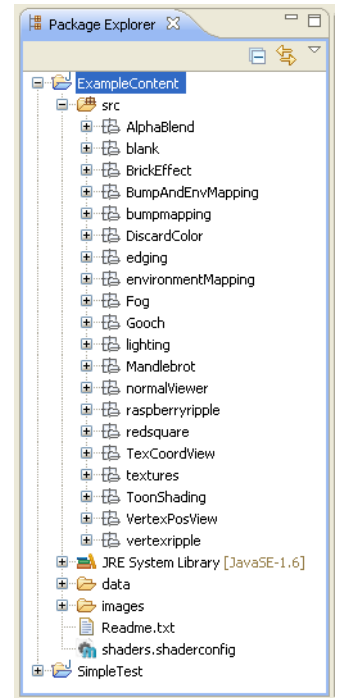 Package Explorer
ExampleContent
src
AlphaBlend
blank
BrickEffect
BumpAndEnvMapping
bumpmapping
DiscardColor
edging
environmentMapping
Fog
Gooch
lighting
Mandlebrot
normalViewer
raspberryripple
redsquare
TexCoordView
textures
ToonShading
VertexPosView
vertexripple
JRE System Library [JavaSE-1.6]
data
images
Readme.txt
shaders.shaderconfig
SimpleTest